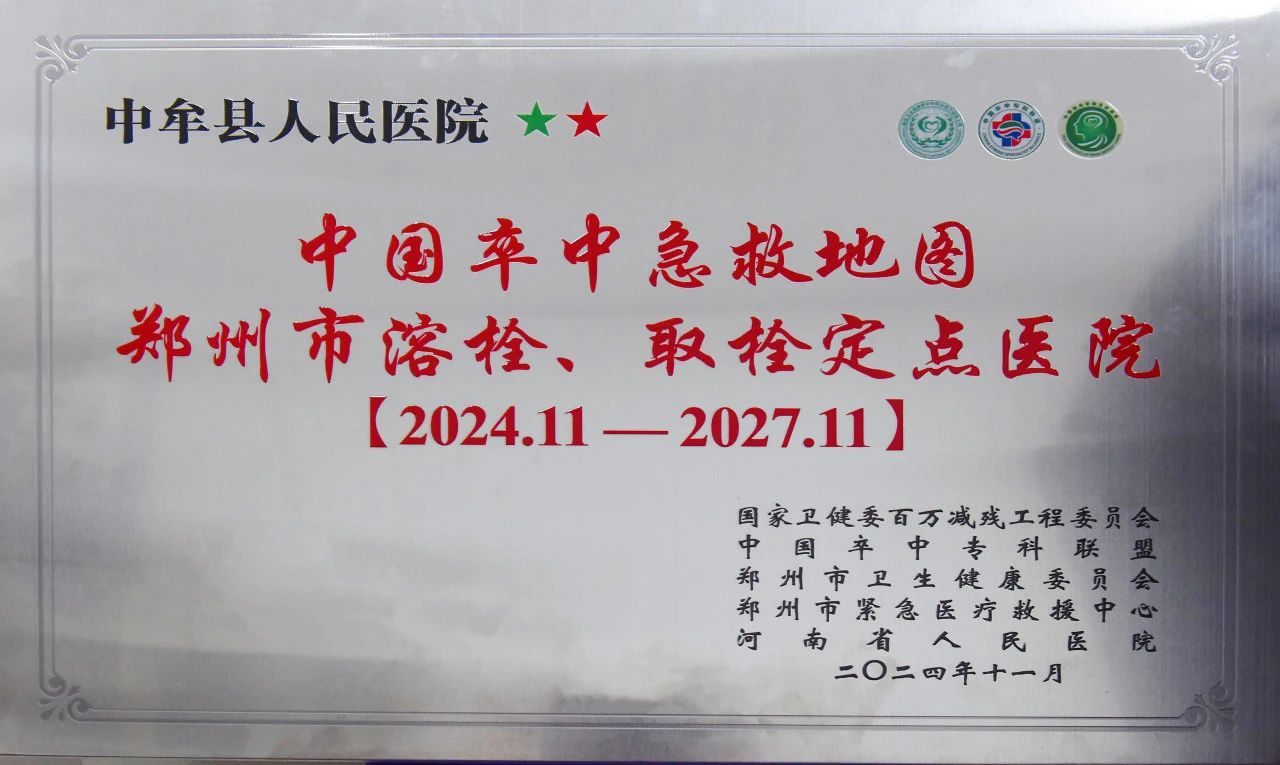 中牟县人民医院
中国卒中急救地图
郑州市溶栓、取栓定点医院
【2024.11—2027.11】
国家卫健委百万减残工程委员会
中国卒中专科联盟
郑州市卫生健康委员会
郑州市紧急医疗救援中心
河南省人民医院
二〇二四年十一月